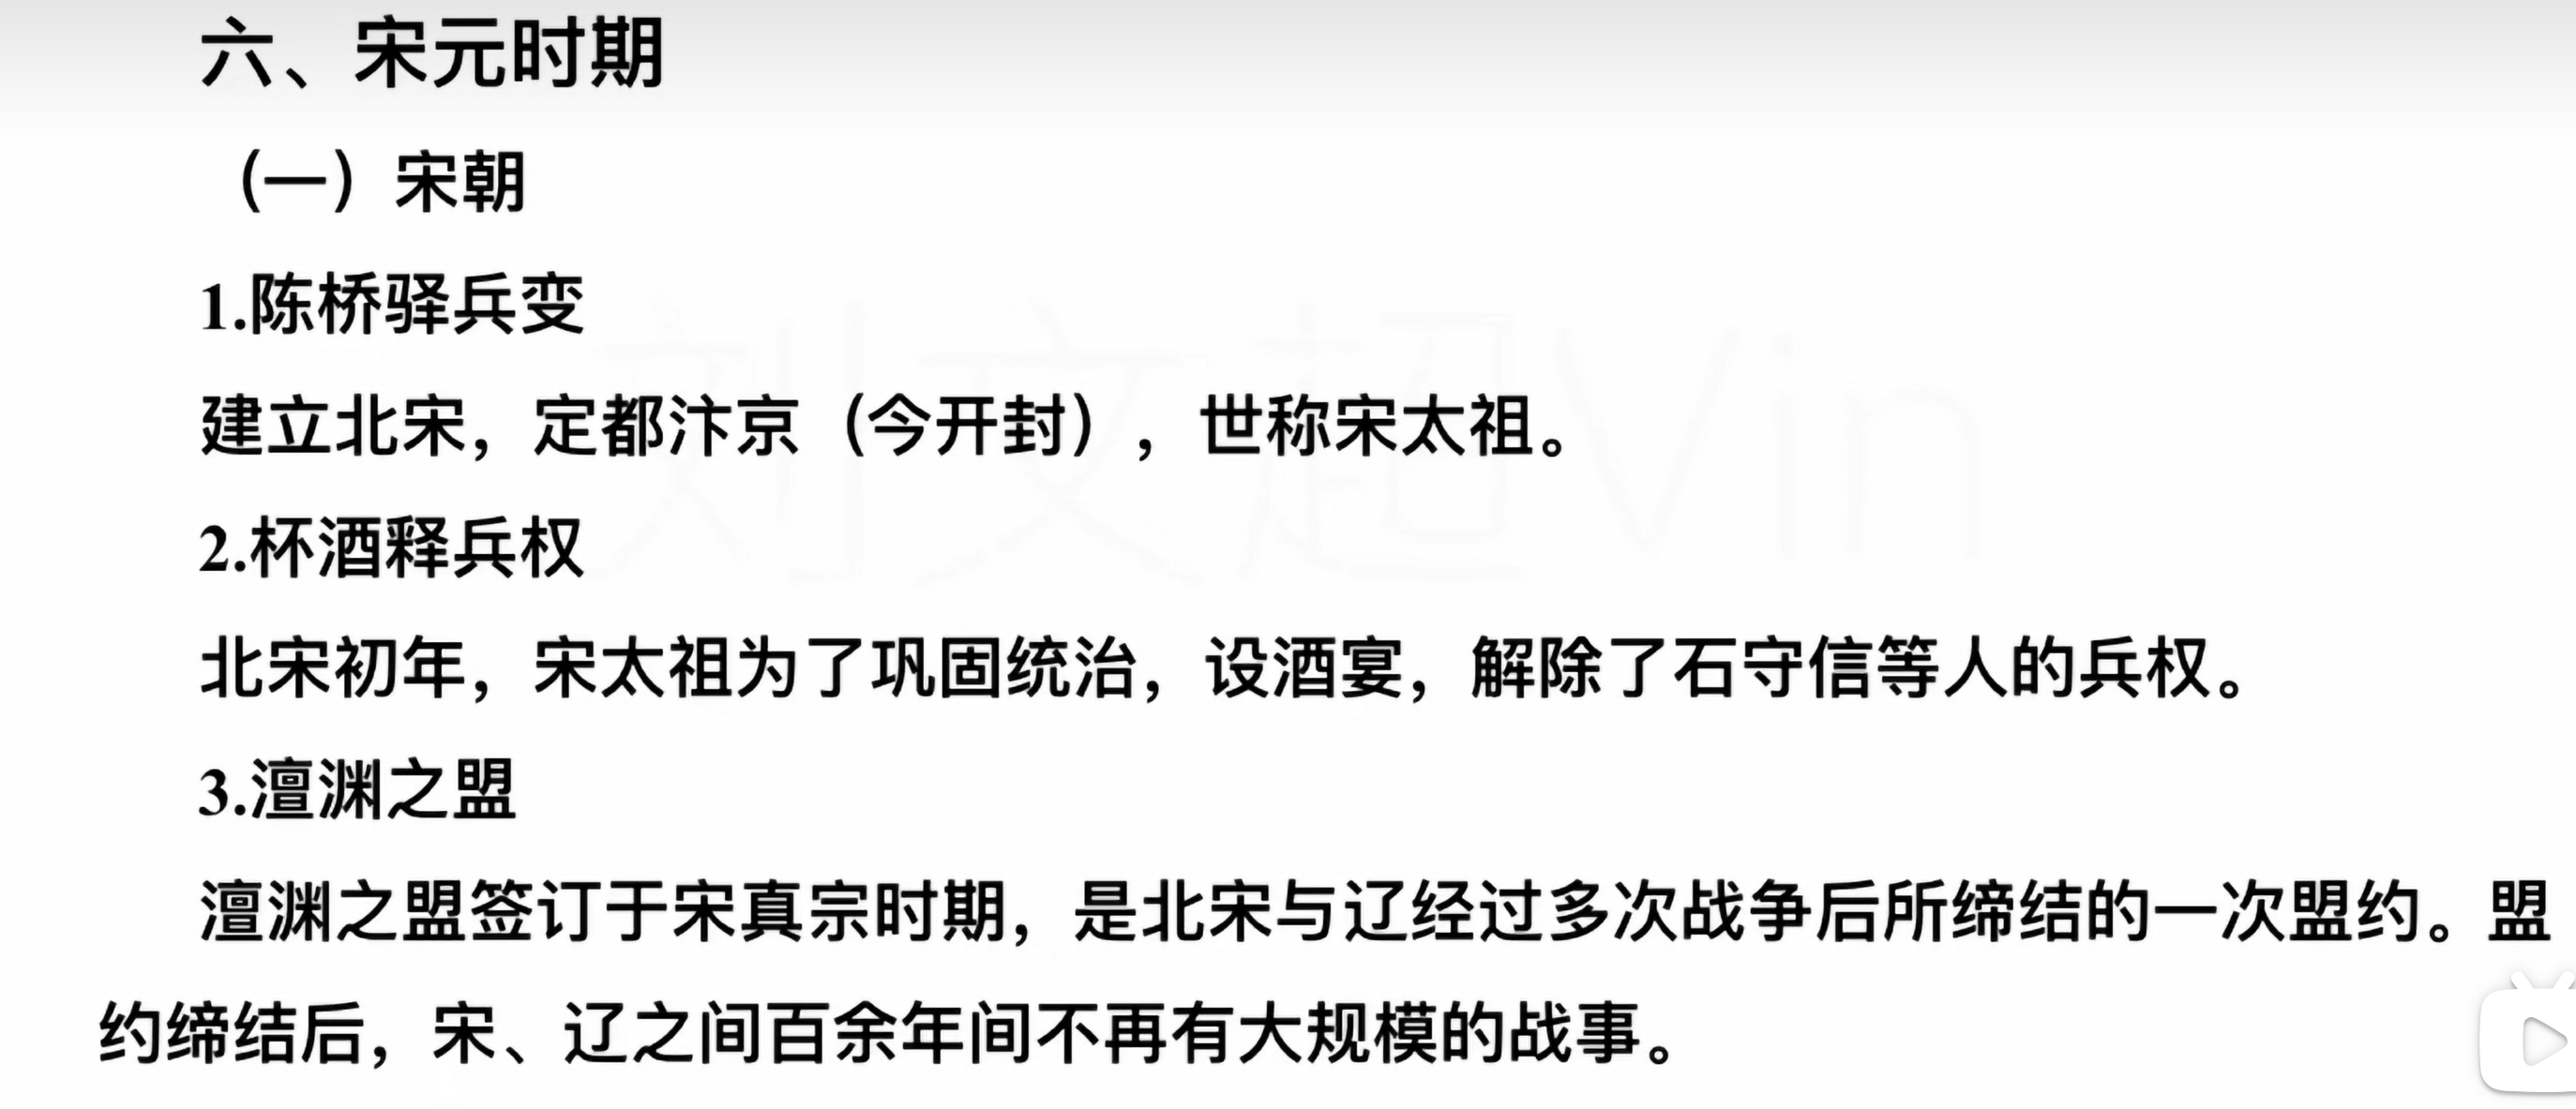 六、宋元时期
（一）宋朝
1.陈桥驿兵变
建立北宋，定都汴京（今开封），世称宋太祖。
2.杯酒释兵权
北宋初年，宋太祖为了巩固统治，设酒宴，解除了石守信等人的兵权。
3.澶渊之盟
澶渊之盟签订于宋真宗时期，是北宋与辽经过多次战争后所缔结的一次盟约。盟
约缔结后，宋、辽之间百余年间不再有大规模的战事。
刘文超Vin